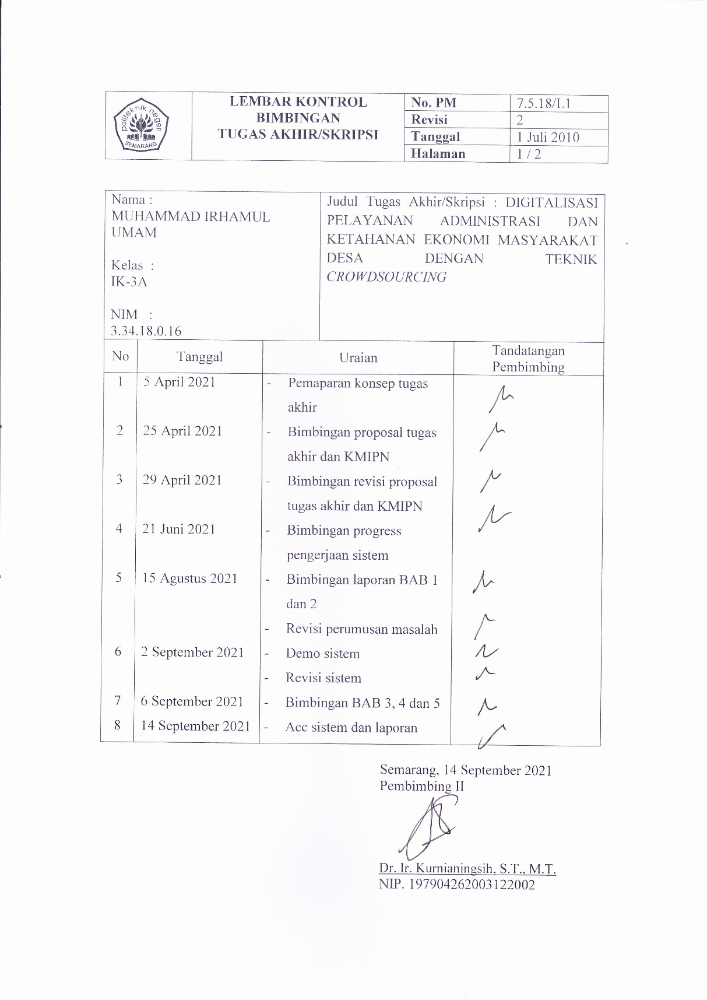 politeknik negeri
SEMARANG
LEMBAR KONTROL
BIMBINGAN
TUGAS AKHIR/SKRIPSI
No. PM 7.5.18/L1
Revisi 2
Tanggal 1 Juli 2010
Halaman 1 / 2
Nama :
MUHAMMAD IRHAMUL
UMAM
Kelas :
IK-3A
NIM :
3.34.18.0.16
Judul Tugas Akhir/Skripsi : DIGITALISASI
PELAYANAN ADMINISTRASI DAN
KETAHANAN EKONOMI MASYARAKAT
DESA DENGAN TEKNIK
CROWDSOURCING
No Tanggal Uraian Tandatangan
Pembimbing
1 5 April 2021 - Pemaparan konsep tugas
akhir
2 25 April 2021 - Bimbingan proposal tugas
akhir dan KMIPN
3 29 April 2021 - Bimbingan revisi proposal
tugas akhir dan KMIPN
4 21 Juni 2021 - Bimbingan progress
pengerjaan sistem
5 15 Agustus 2021 - Bimbingan laporan BAB 1
dan 2
- Revisi perumusan masalah
6 2 September 2021 - Demo sistem
- Revisi sistem
7 6 September 2021 - Bimbingan BAB 3, 4 dan 5
8 14 September 2021 - Acc sistem dan laporan
Semarang, 14 September 2021
Pembimbing II
Dr. Ir. Kurnianingsih, S.T., M.T.
NIP. 197904262003122002